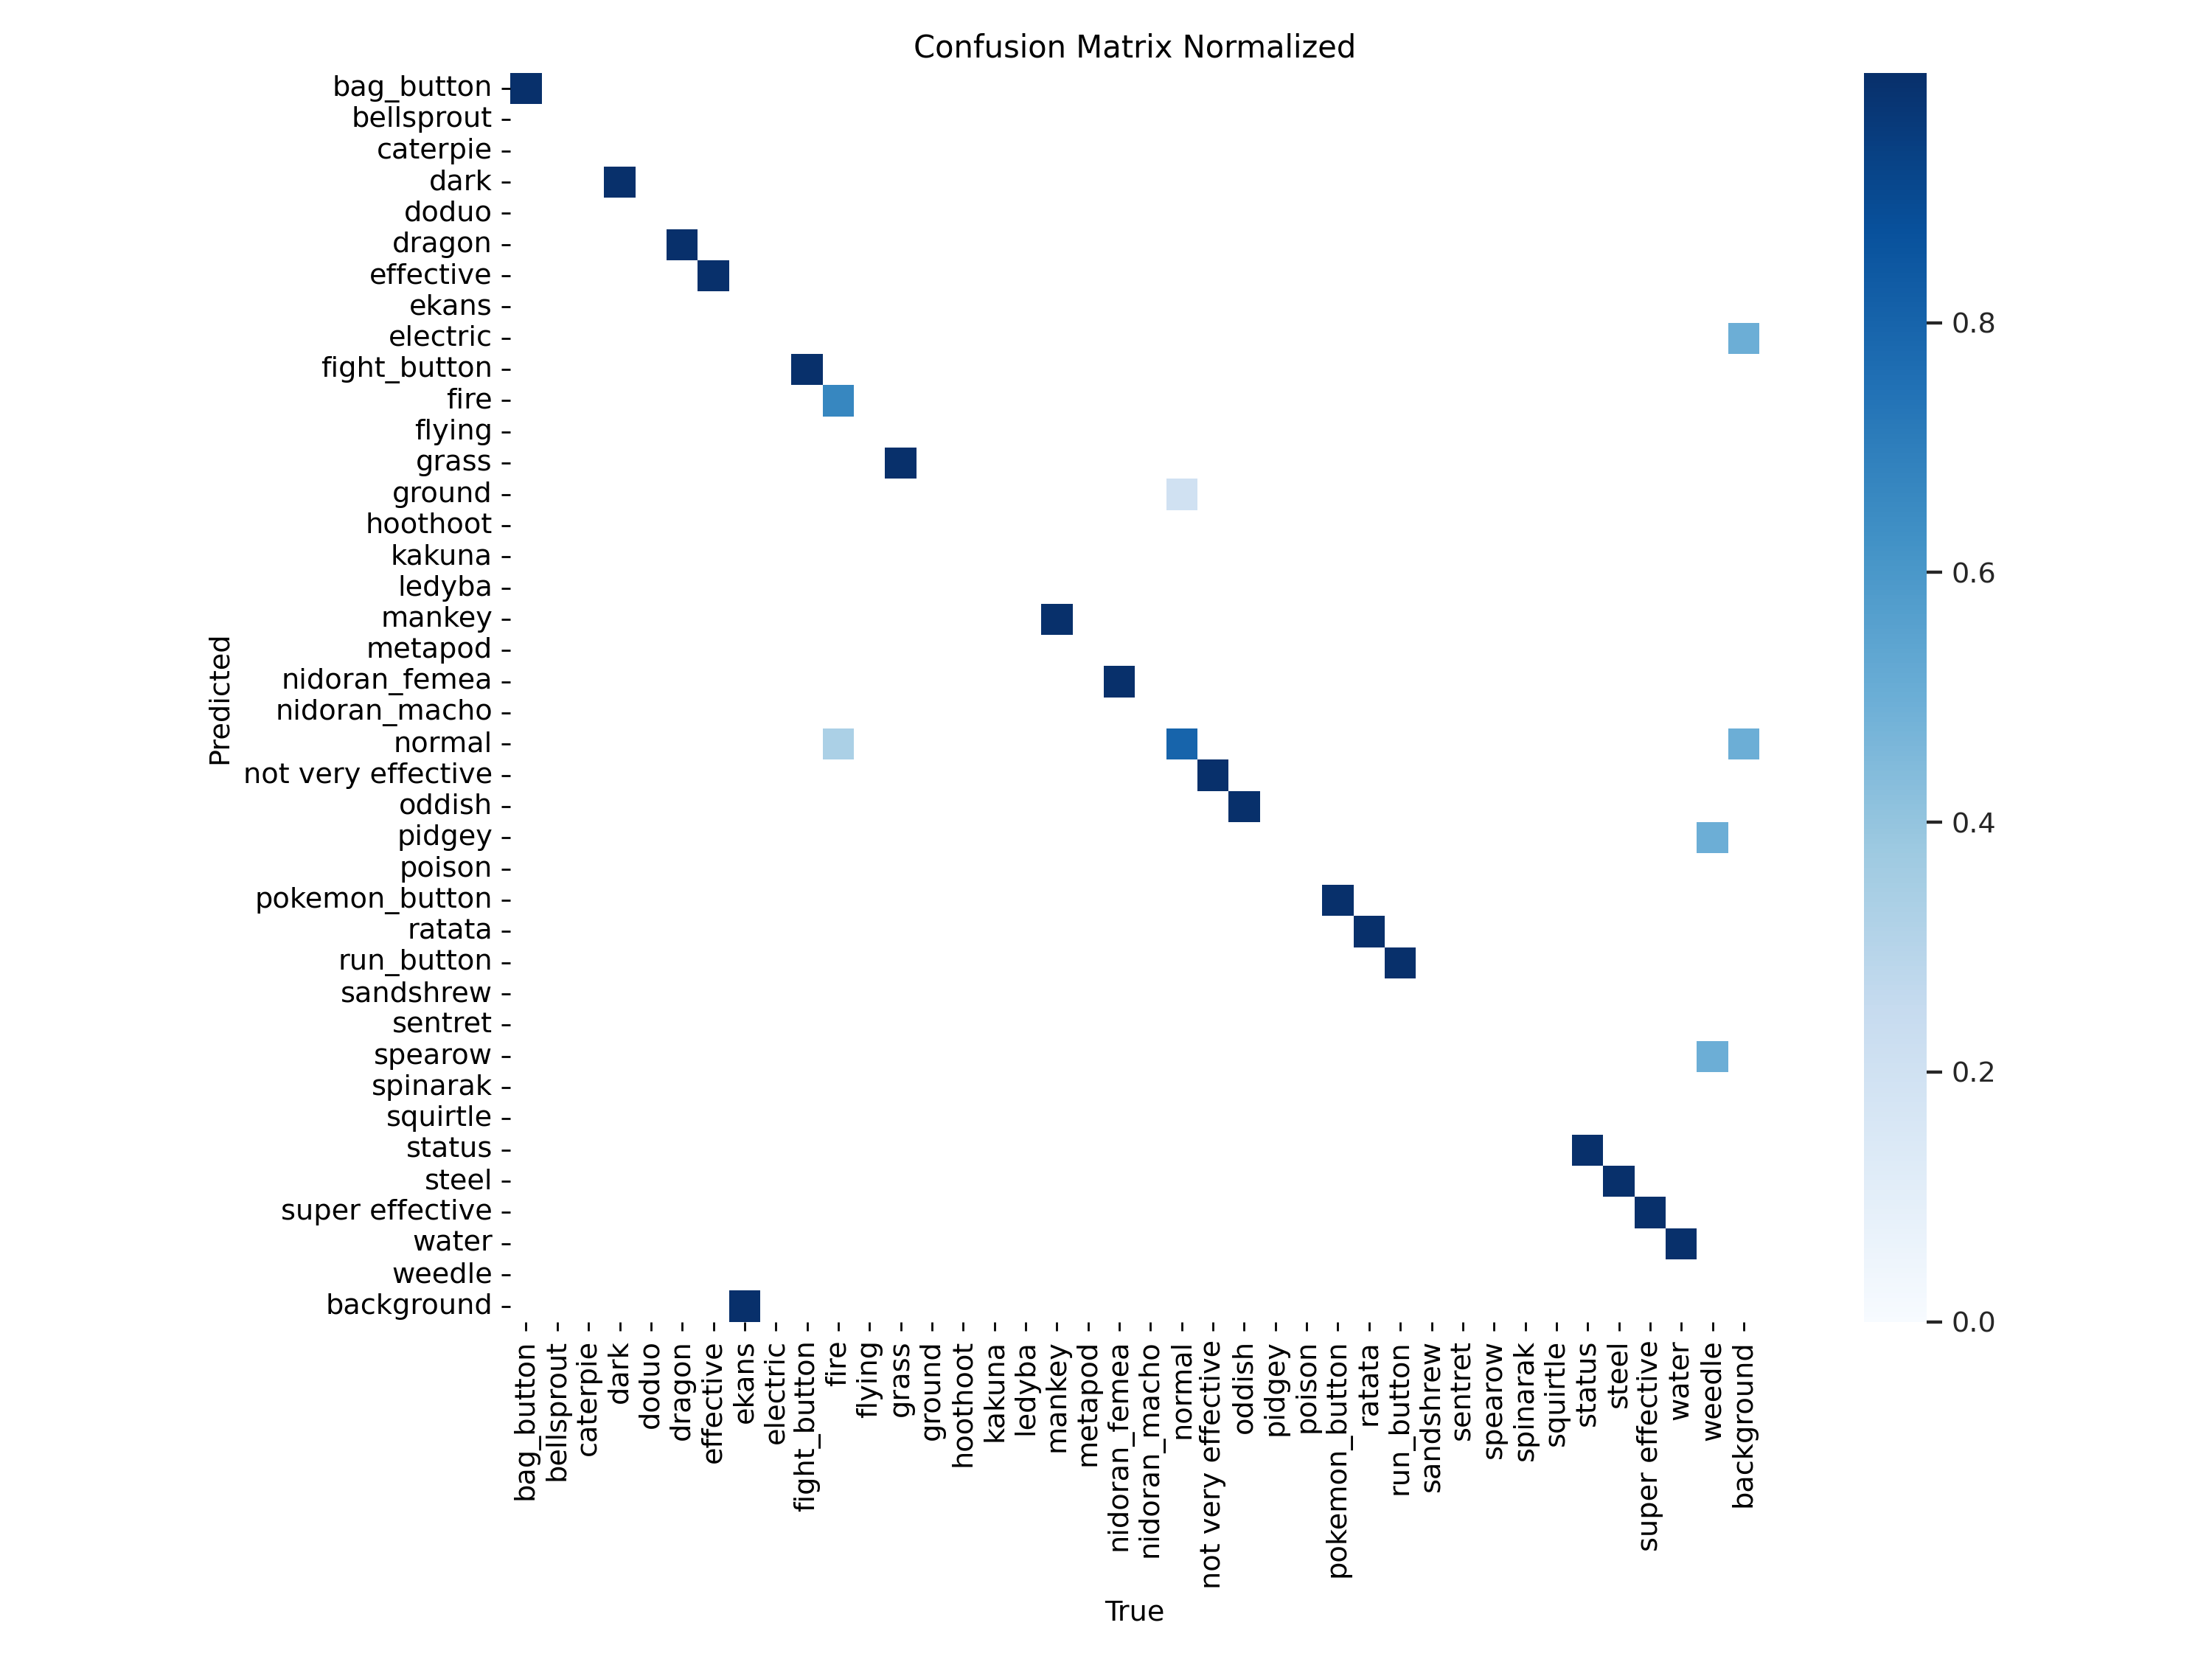 Confusion Matrix Normalized
Predicted
bag_button
bellsprout
caterpie
dark
doduo
dragon
effective
ekans
electric
fight_button
fire
flying
grass
ground
hoothoot
kakuna
ledyba
mankey
metapod
nidoran_femea
nidoran_macho
normal
not very effective
oddish
pidgey
poison
pokemon_button
ratata
run_button
sandshrew
sentret
spearow
spinarak
squirtle
status
steel
super effective
water
weedle
background
bag_button
bellsprout
caterpie
dark
doduo
dragon
effective
ekans
electric
fight_button
fire
flying
grass
ground
hoothoot
kakuna
ledyba
mankey
metapod
nidoran_femea
nidoran_macho
normal
not very effective
oddish
pidgey
poison
pokemon_button
ratata
run_button
sandshrew
sentret
spearow
spinarak
squirtle
status
steel
super effective
water
weedle
background
True
0.8
0.6
0.4
0.2
0.0